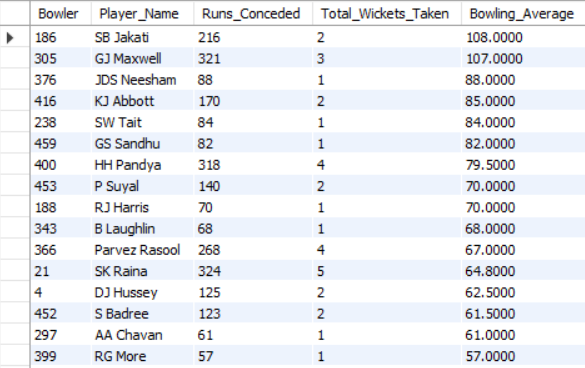 Bowler Player_Name Runs_Conceded Total_Wickets_Taken Bowling_Average
186 SB Jakati 216 2 108.0000
305 GJ Maxwell 321 3 107.0000
376 JDS Neesham 88 1 88.0000
416 KJ Abbott 170 2 85.0000
238 SW Tait 84 1 84.0000
459 GS Sandhu 82 1 82.0000
400 HH Pandya 318 4 79.5000
453 P Suyal 140 2 70.0000
188 RJ Harris 70 1 70.0000
343 B Laughlin 68 1 68.0000
366 Parvez Rasool 268 4 67.0000
21 SK Raina 324 5 64.8000
4 DJ Hussey 125 2 62.5000
452 S Badree 123 2 61.5000
297 AA Chavan 61 1 61.0000
399 RG More 57 1 57.0000